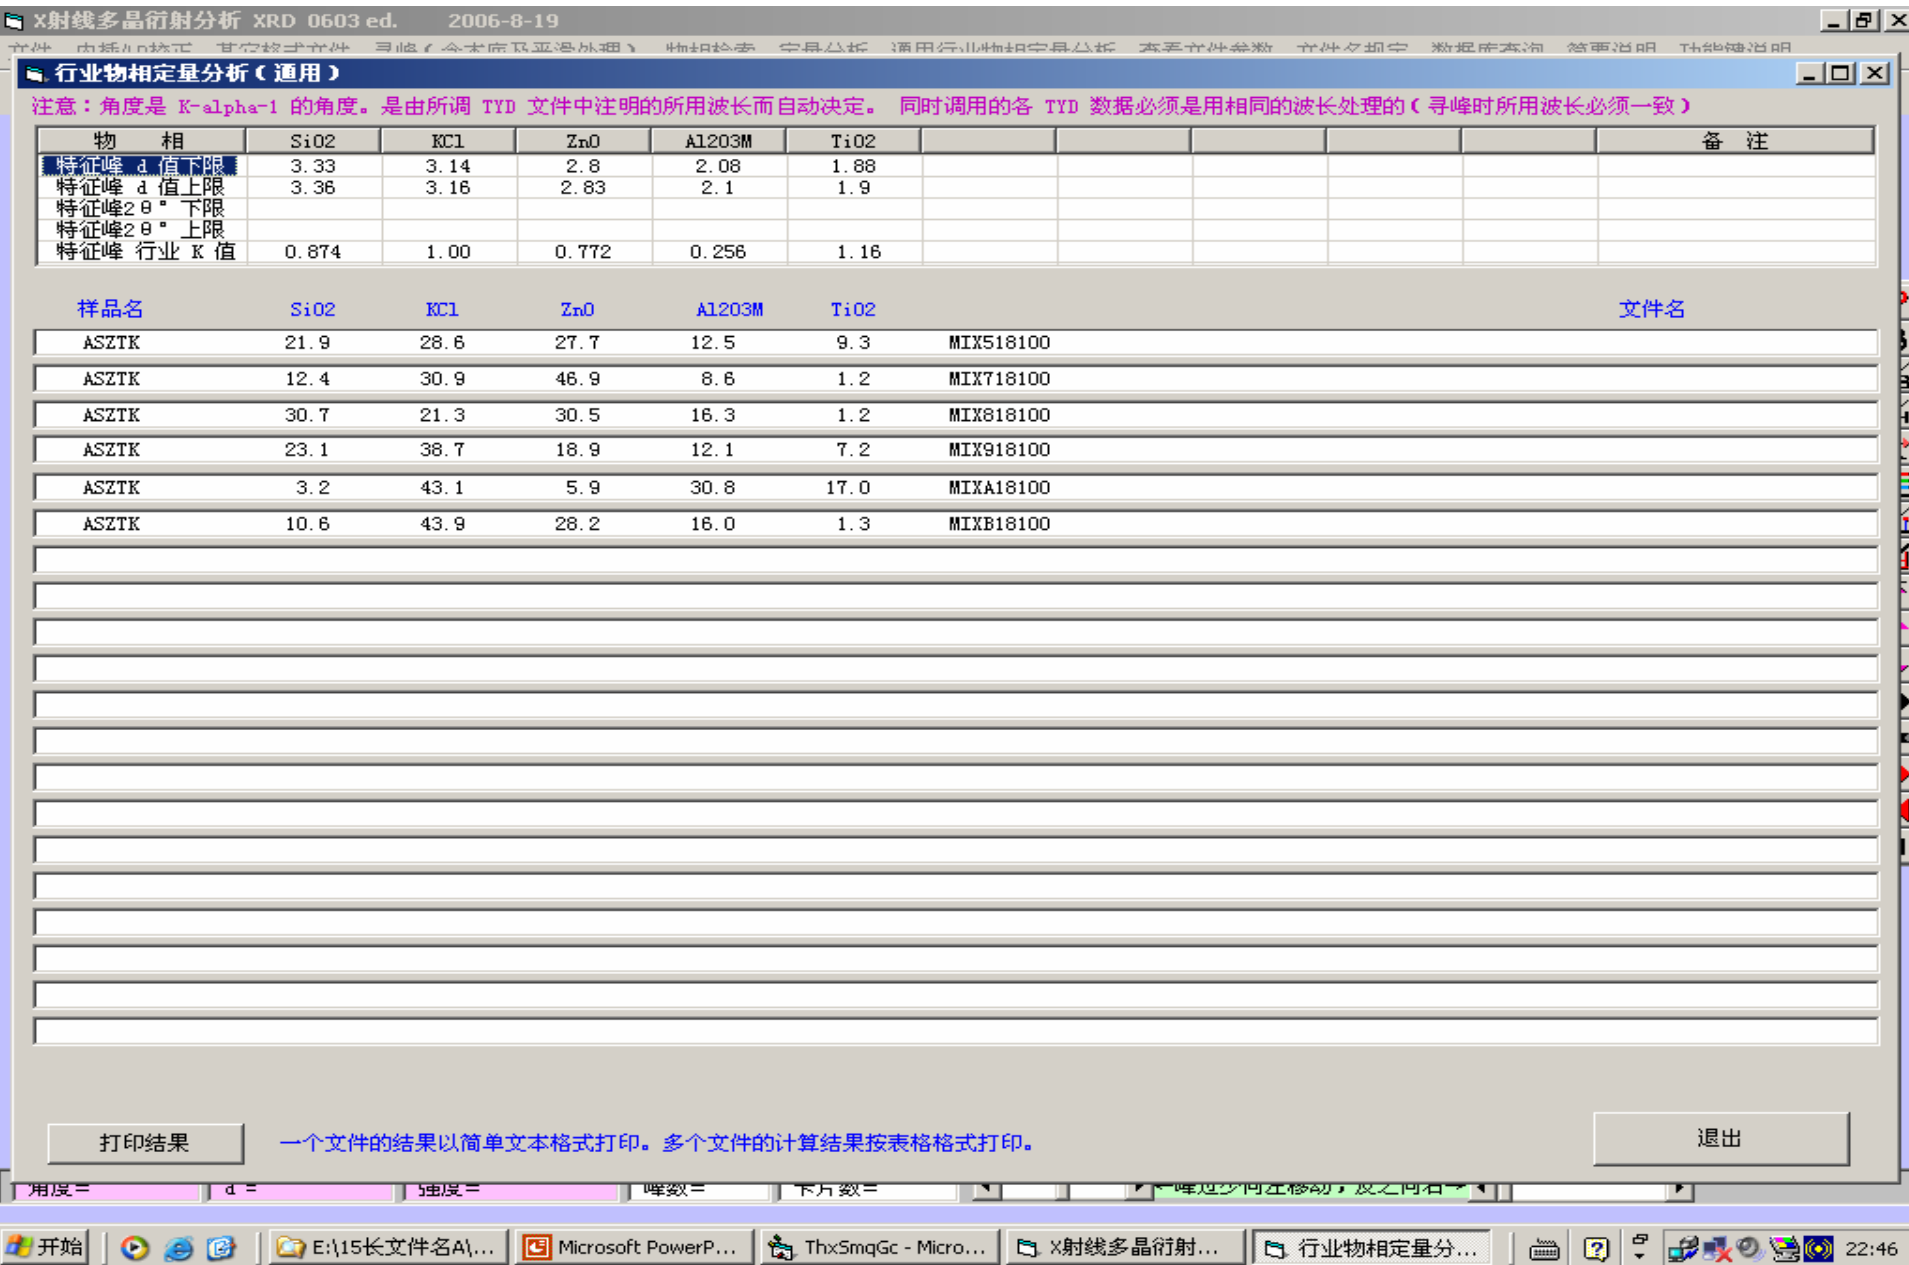 X射线多晶衍射分析 XRD 0603 ed. 2006-8-19
行业物相定量分析(通用)
注意:角度是 K-alpha-1 的角度。是由所调 TYD 文件中注明的所用波长而自动决定。 同时调用的各 TYD 数据必须是用相同的波长处理的(寻峰时所用波长必须一致)
物 相 SiO2 KCl ZnO Al2O3M TiO2 备 注
特征峰 d 值下限 3.33 3.14 2.8 2.08 1.88
特征峰 d 值上限 3.36 3.16 2.83 2.1 1.9
特征峰2θ° 下限
特征峰2θ° 上限
特征峰 行业 K 值 0.874 1.00 0.772 0.256 1.16
样品名 SiO2 KCl ZnO Al2O3M TiO2 文件名
ASZTK 21.9 28.6 27.7 12.5 9.3 MIX518100
ASZTK 12.4 30.9 46.9 8.6 1.2 MIX718100
ASZTK 30.7 21.3 30.5 16.3 1.2 MIX818100
ASZTK 23.1 38.7 18.9 12.1 7.2 MIX918100
ASZTK 3.2 43.1 5.9 30.8 17.0 MIXA18100
ASZTK 10.6 43.9 28.2 16.0 1.3 MIXB18100
打印结果 一个文件的结果以简单文本格式打印。多个文件的计算结果按表格格式打印。 退出
角度= d = 强度= 峰数= 卡片数=
开始 E:\15长文件名A\... Microsoft PowerP... ThxSmqGc - Micro... X射线多晶衍射... 行业物相定量分... 22:46